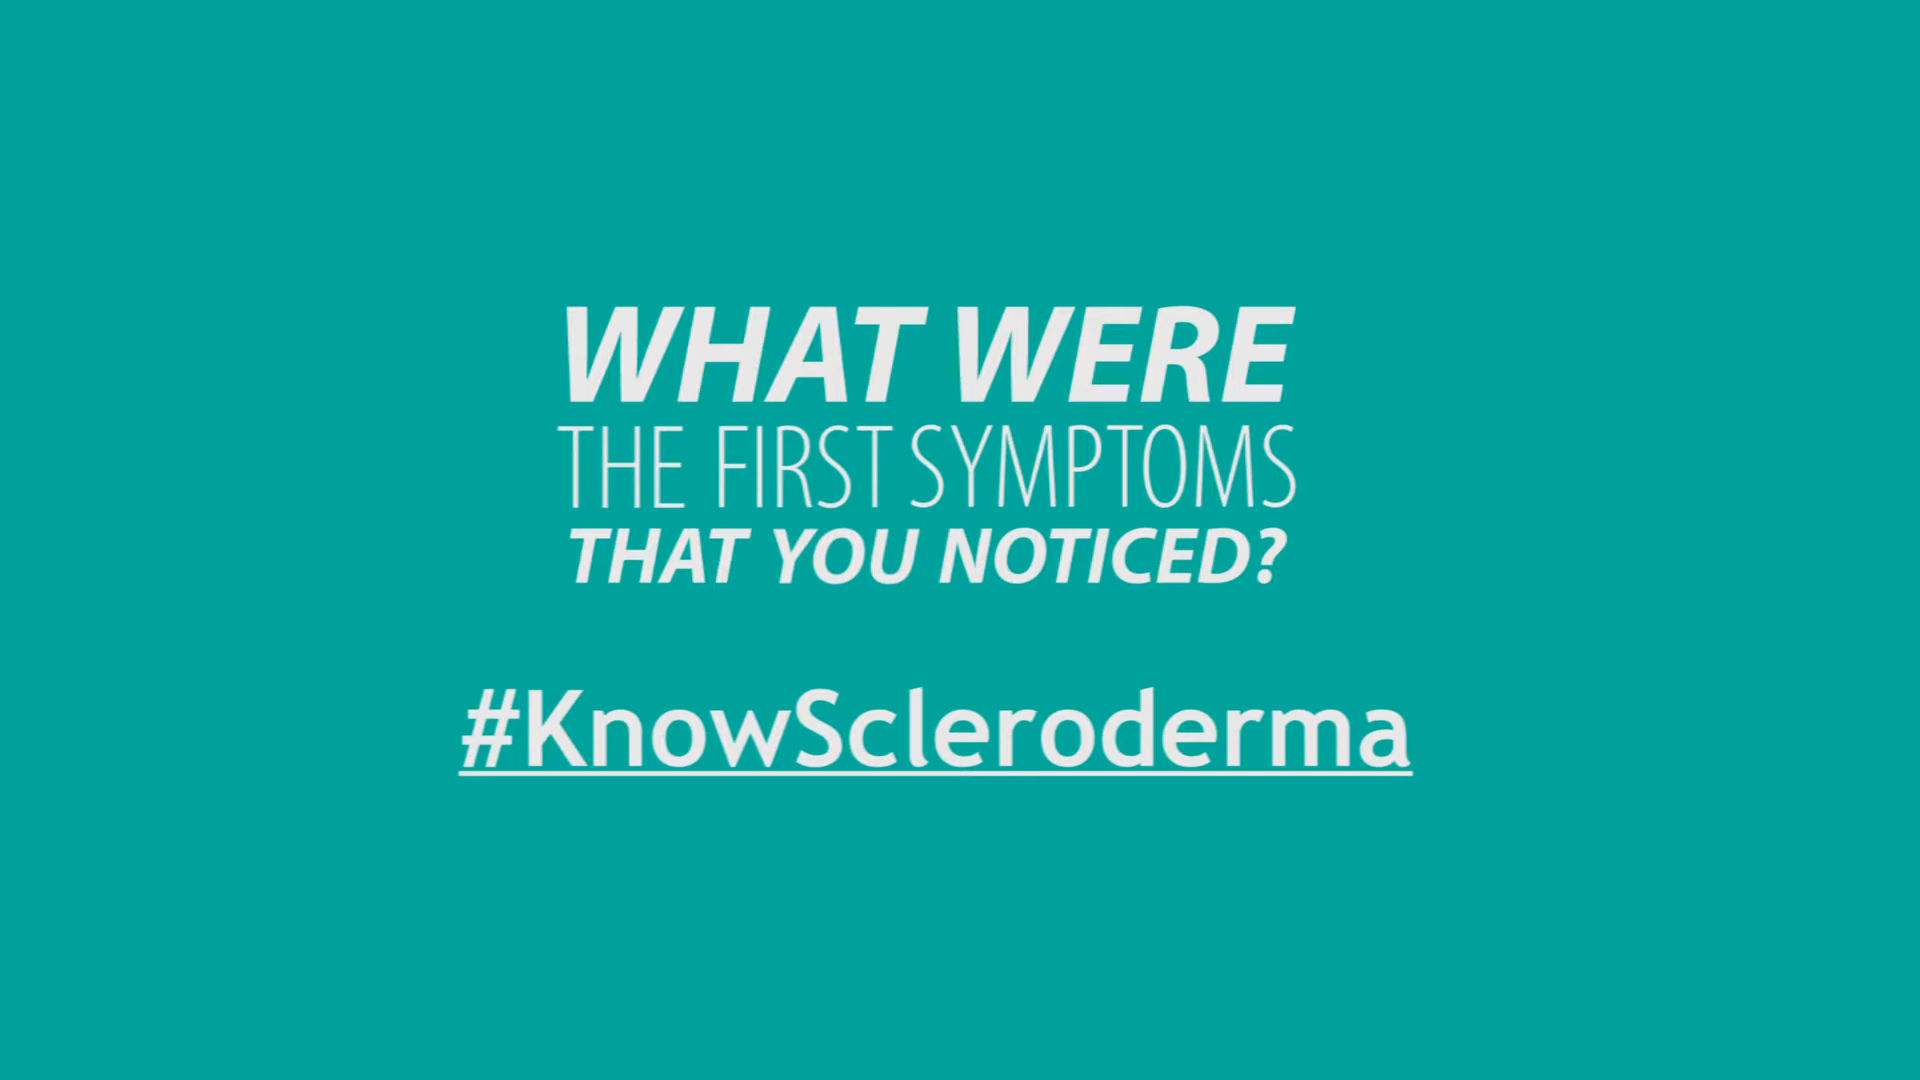 WHAT WERE
THE FIRST SYMPTOMS
THAT YOU NOTICED?
#KnowScleroderma